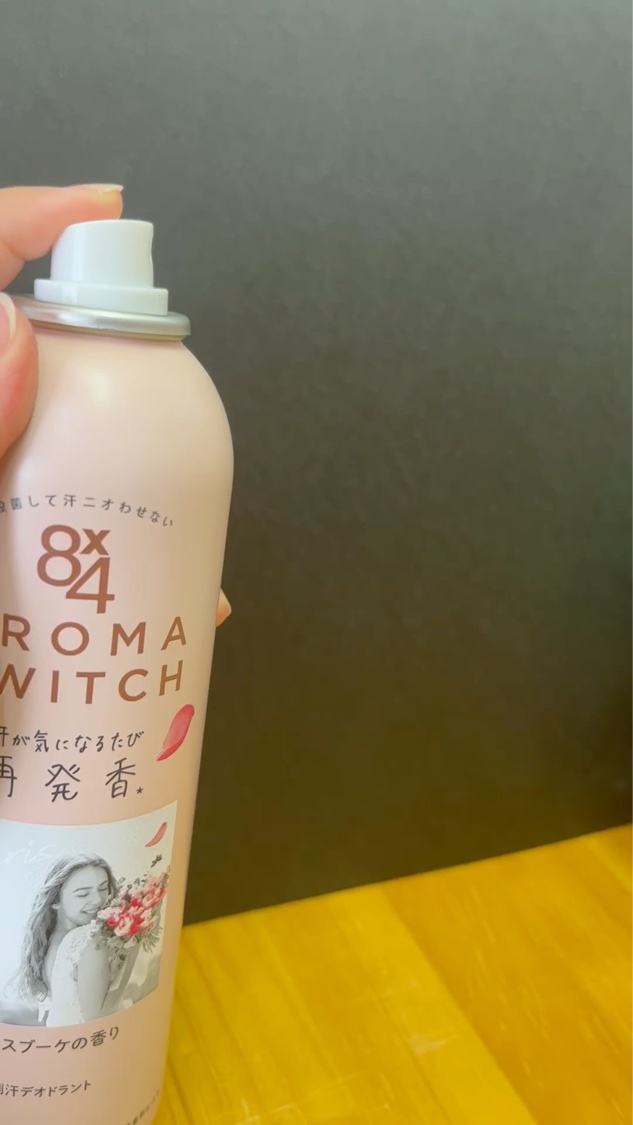 菌して汗ニオわせない
8x4
ROMA
WITCH
汗が気になるたび
再発香*
スブーケの香り
汗デオドラント